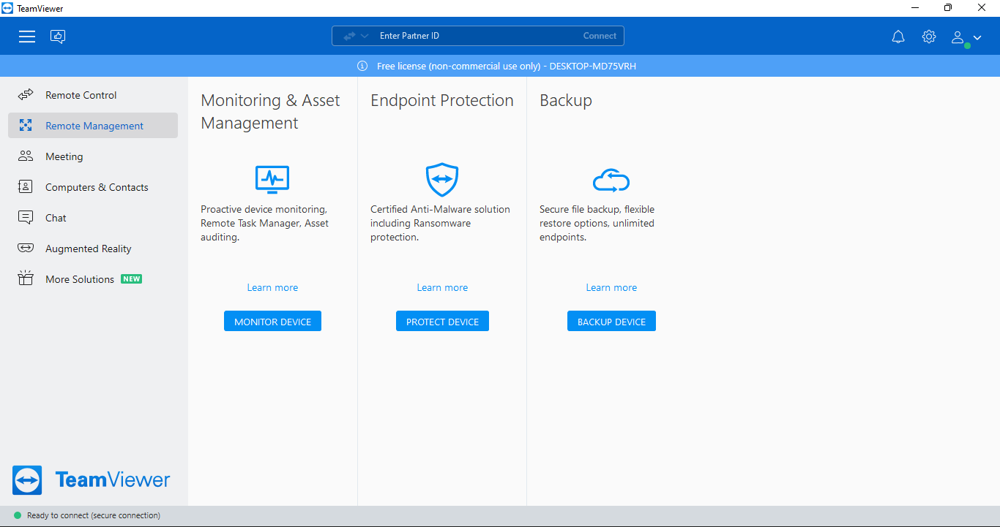 TeamViewer
Enter Partner ID
Connect
Free license (non-commercial use only) - DESKTOP-MD75VRH
Remote Control
Remote Management
Meeting
Computers & Contacts
Chat
Augmented Reality
More Solutions NEW
Monitoring & Asset
Management
Proactive device monitoring,
Remote Task Manager, Asset
auditing.
Learn more
MONITOR DEVICE
Endpoint Protection
Certified Anti-Malware solution
including Ransomware
protection.
Learn more
PROTECT DEVICE
Backup
Secure file backup, flexible
restore options, unlimited
endpoints.
Learn more
BACKUP DEVICE
TeamViewer
Ready to connect (secure connection)